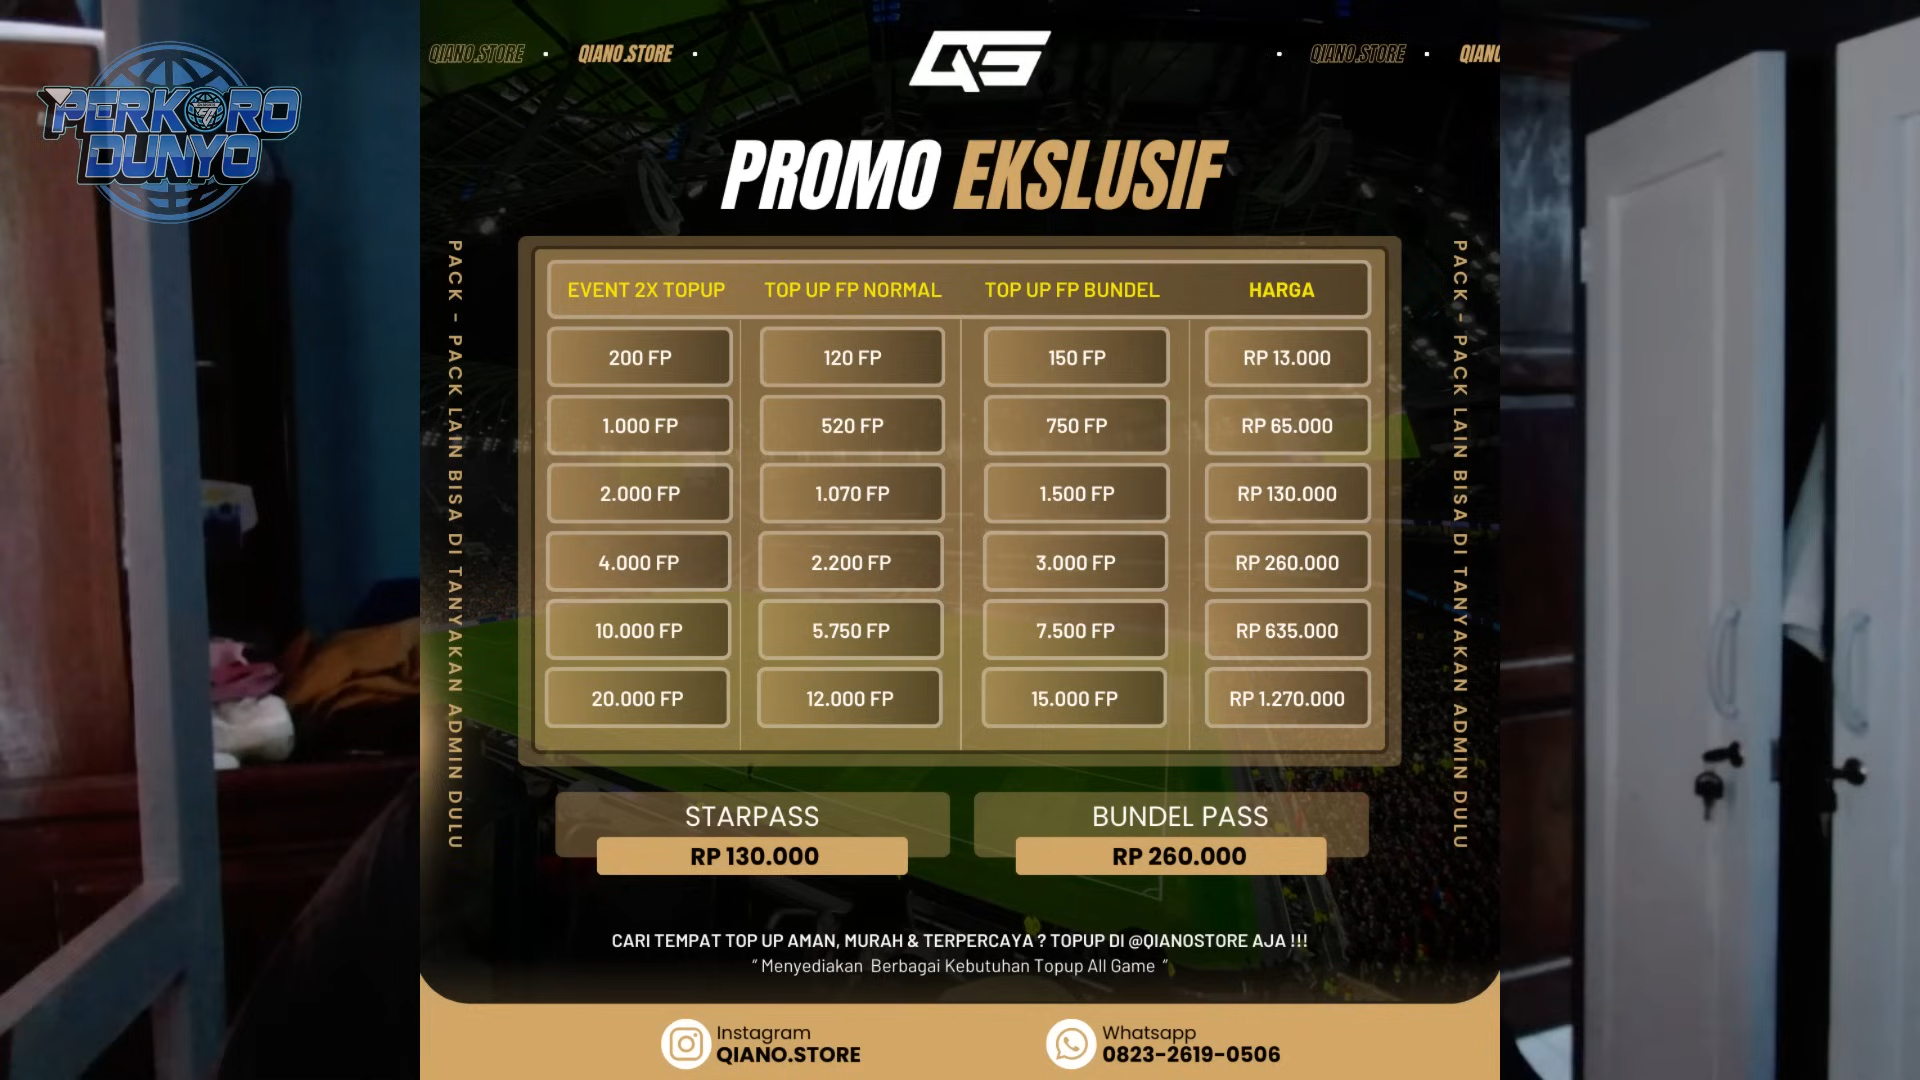 PERKORO
DUNYO
QIANO.STORE • QIANO.STORE •
QS
• QIANO.STORE • QIANO
PROMO EKSLUSIF
PACK - PACK LAIN BISA DI TANYAKAN ADMIN DULU
EVENT 2X TOPUP TOP UP FP NORMAL TOP UP FP BUNDEL HARGA
200 FP 120 FP 150 FP RP 13.000
1.000 FP 520 FP 750 FP RP 65.000
2.000 FP 1.070 FP 1.500 FP RP 130.000
4.000 FP 2.200 FP 3.000 FP RP 260.000
10.000 FP 5.750 FP 7.500 FP RP 635.000
20.000 FP 12.000 FP 15.000 FP RP 1.270.000
PACK - PACK LAIN BISA DI TANYAKAN ADMIN DULU
STARPASS
RP 130.000
BUNDEL PASS
RP 260.000
CARI TEMPAT TOP UP AMAN, MURAH & TERPERCAYA ? TOPUP DI @QIANOSTORE AJA !!!
" Menyediakan Berbagai Kebutuhan Topup All Game "
Instagram
QIANO.STORE
Whatsapp
0823-2619-0506